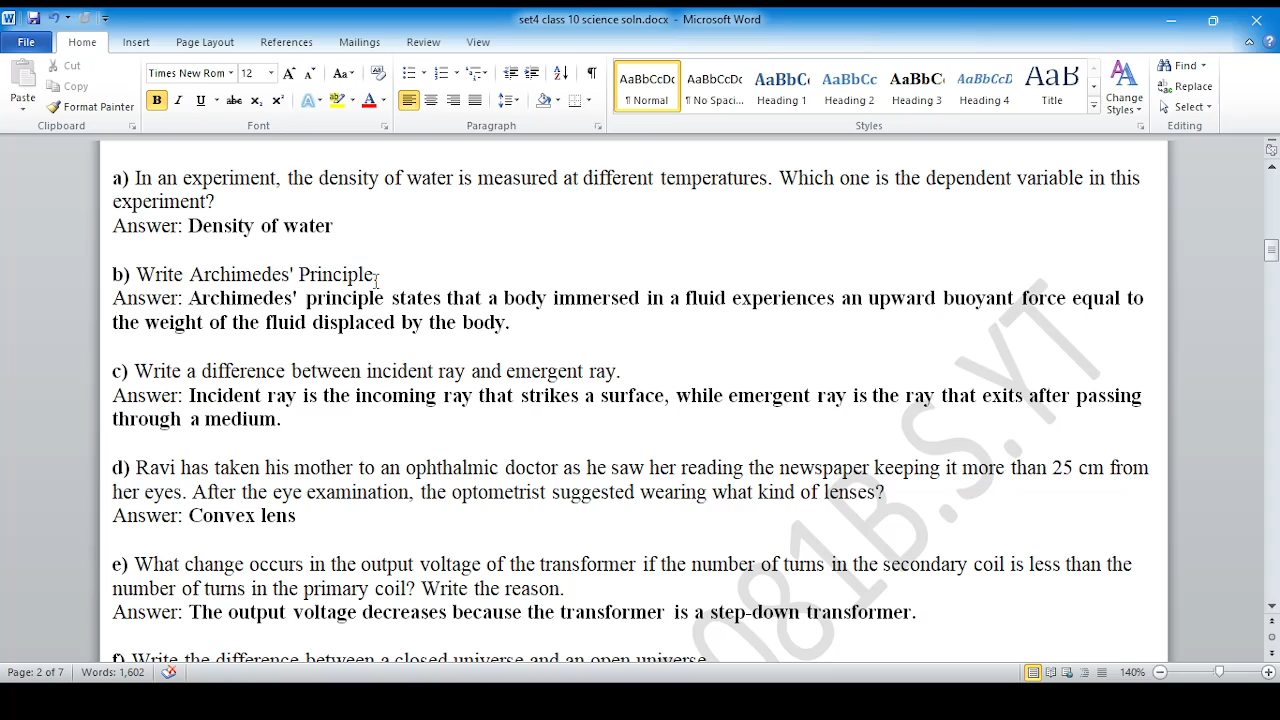 set4 class 10 science soln.docx - Microsoft Word
File Home Insert Page Layout References Mailings Review View
Paste
Cut
Copy
Format Painter
Clipboard
Times New Rom 12
Aa
B I U abc x₂ x²
A A
Font
Paragraph
AaBbCcDc AaBbCcDc AaBbC AaBbCc AaBbC AaBbCcI AaB
¶ Normal ¶ No Spaci... Heading 1 Heading 2 Heading 3 Heading 4 Title
Change
Styles
Styles
Find
Replace
Select
Editing
a) In an experiment, the density of water is measured at different temperatures. Which one is the dependent variable in this
experiment?
Answer: Density of water
b) Write Archimedes' Principle.
Answer: Archimedes' principle states that a body immersed in a fluid experiences an upward buoyant force equal to
the weight of the fluid displaced by the body.
c) Write a difference between incident ray and emergent ray.
Answer: Incident ray is the incoming ray that strikes a surface, while emergent ray is the ray that exits after passing
through a medium.
d) Ravi has taken his mother to an ophthalmic doctor as he saw her reading the newspaper keeping it more than 25 cm from
her eyes. After the eye examination, the optometrist suggested wearing what kind of lenses?
Answer: Convex lens
e) What change occurs in the output voltage of the transformer if the number of turns in the secondary coil is less than the
number of turns in the primary coil? Write the reason.
Answer: The output voltage decreases because the transformer is a step-down transformer.
f) Write the difference between a closed universe and an open universe.
081B.S.YT
Page: 2 of 7 Words: 1,602 140%